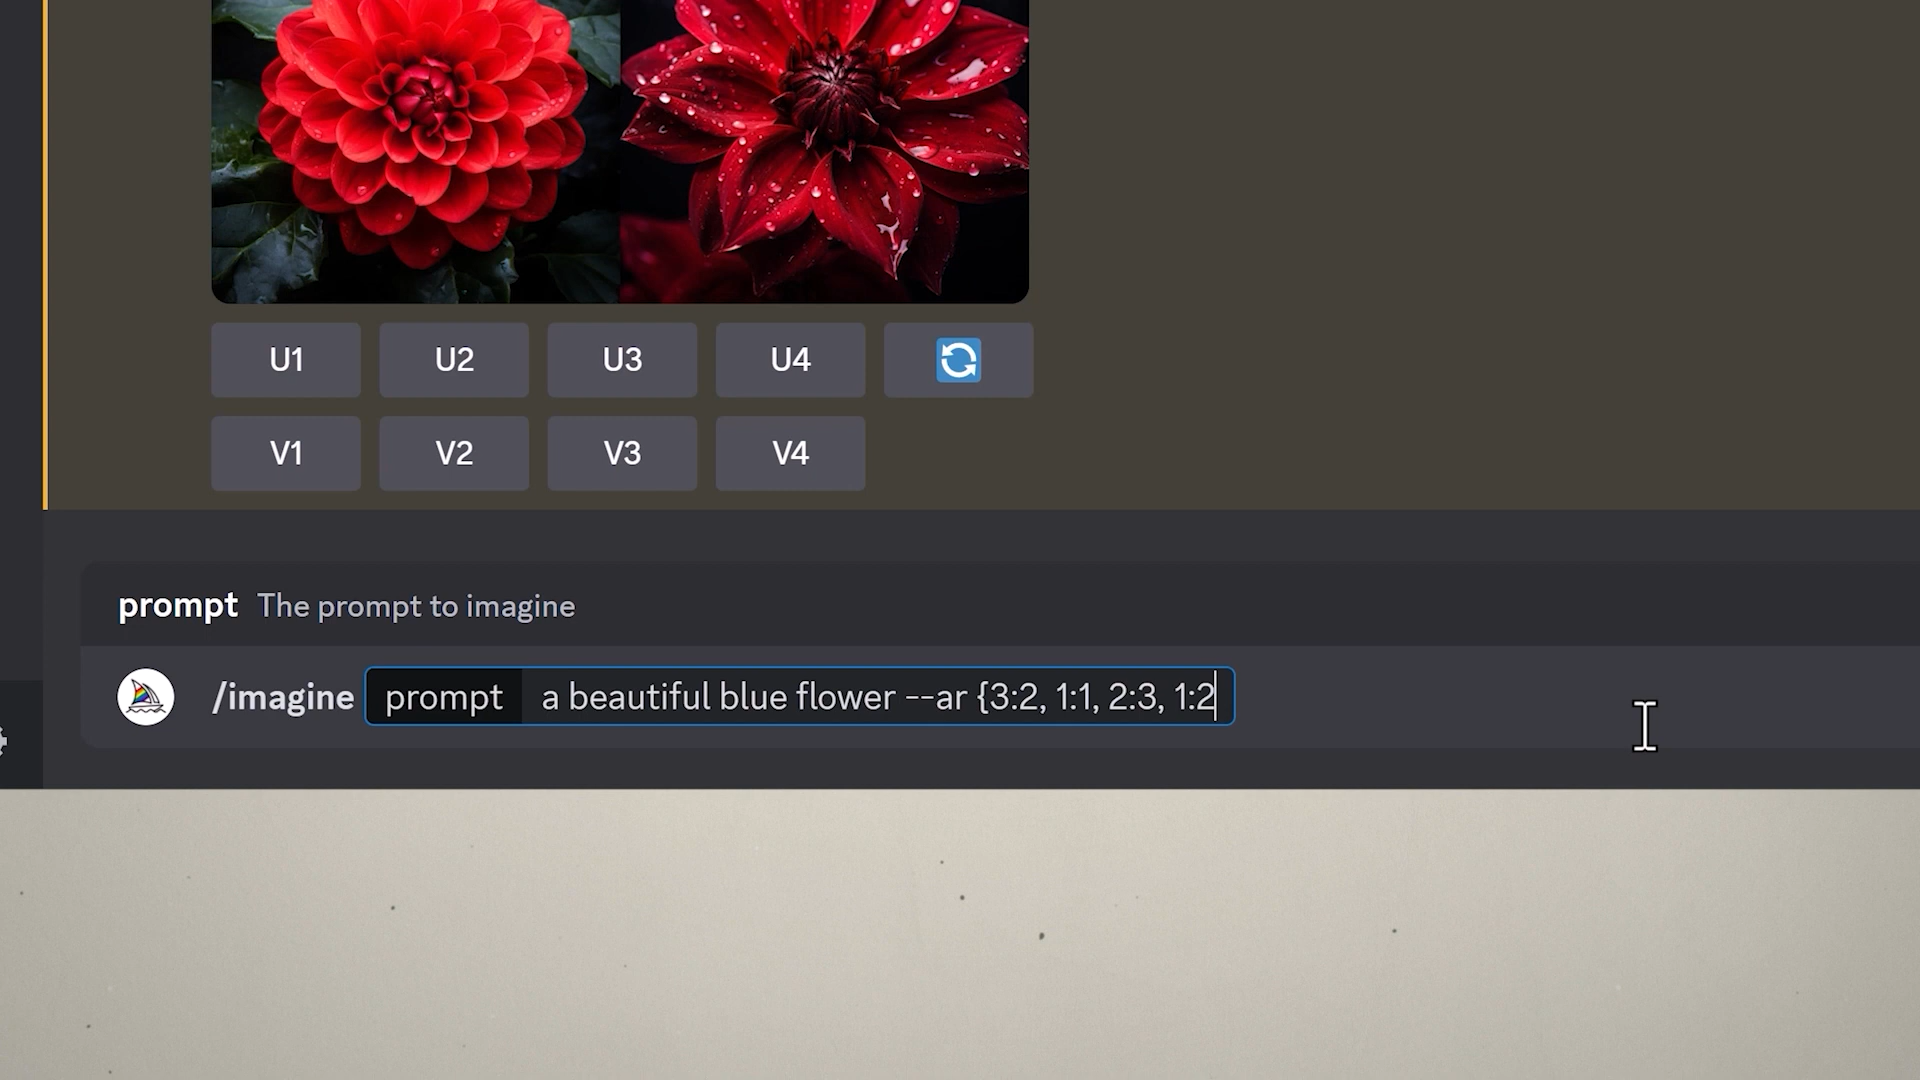 U1 U2 U3 U4
V1 V2 V3 V4
prompt The prompt to imagine
/imagine prompt a beautiful blue flower --ar {3:2, 1:1, 2:3, 1:2